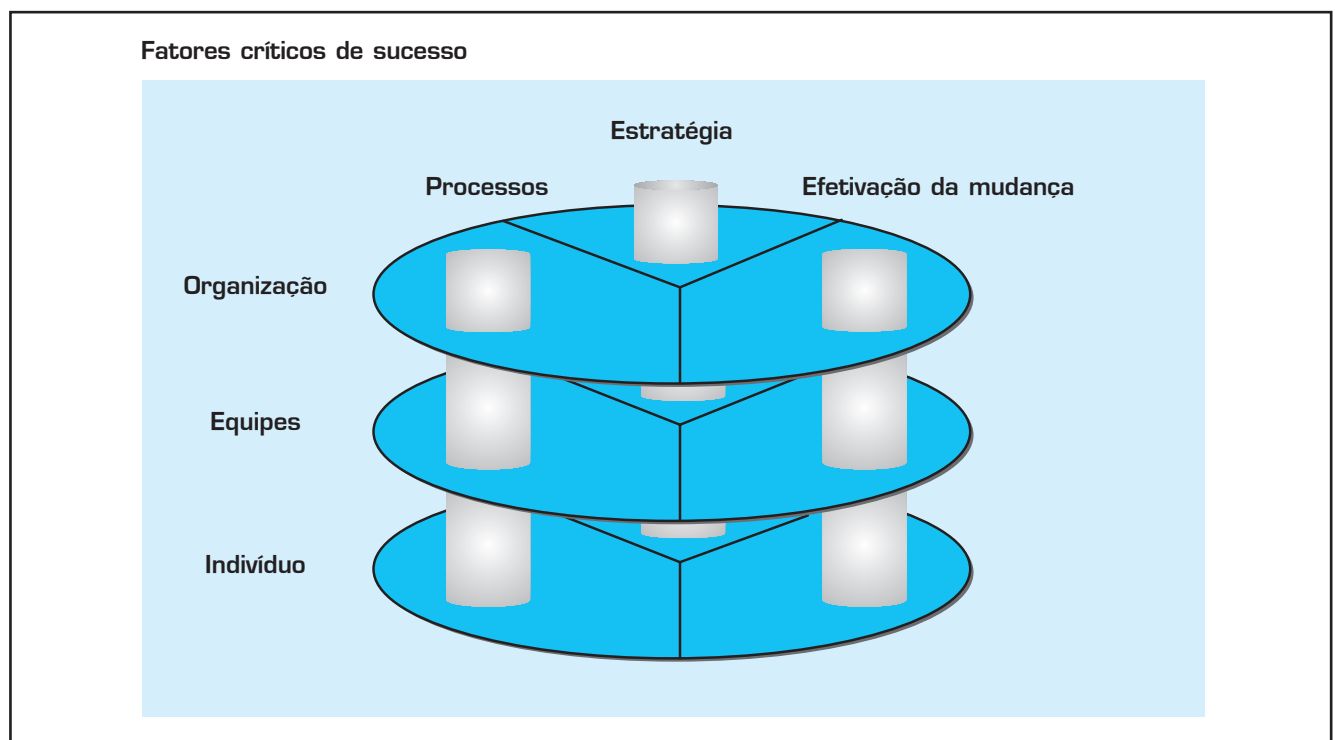 Fatores críticos de sucesso
Estratégia
Processos
Efetivação da mudança
Organização
Equipes
Indivíduo